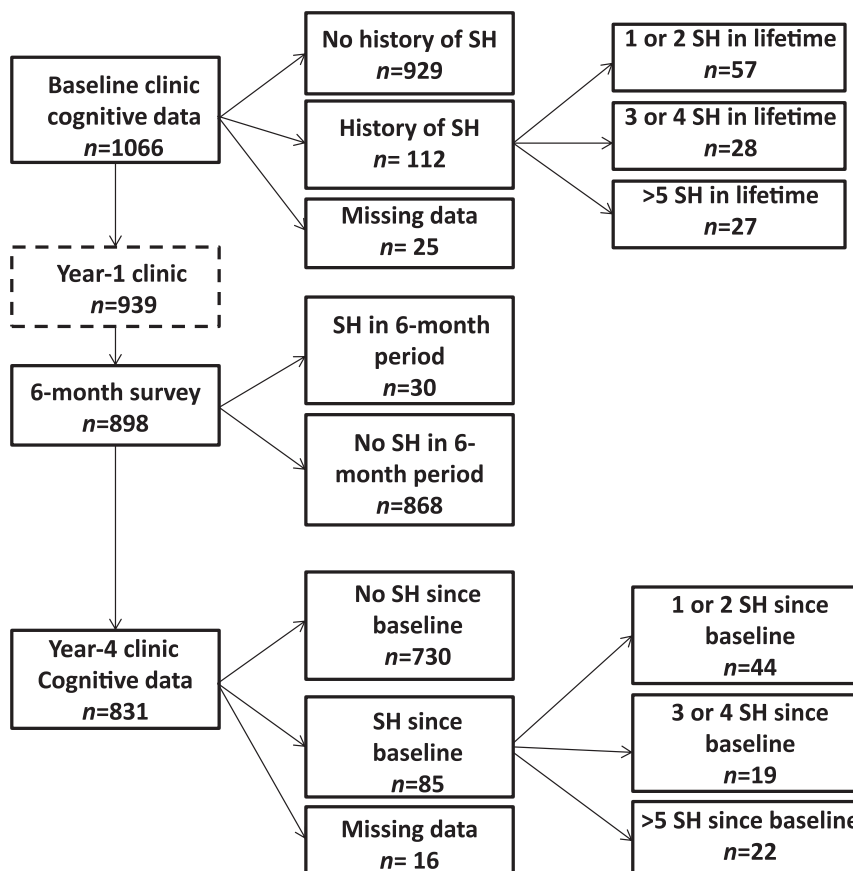 Baseline clinic
cognitive data
n=1066
No history of SH
n=929
History of SH
n= 112
Missing data
n= 25
1 or 2 SH in lifetime
n=57
3 or 4 SH in lifetime
n=28
>5 SH in lifetime
n=27
Year-1 clinic
n=939
6-month survey
n=898
SH in 6-month
period
n=30
No SH in 6-
month period
n=868
Year-4 clinic
Cognitive data
n=831
No SH since
baseline
n=730
SH since
baseline
n=85
Missing data
n= 16
1 or 2 SH since
baseline
n=44
3 or 4 SH since
baseline
n=19
>5 SH since baseline
n=22